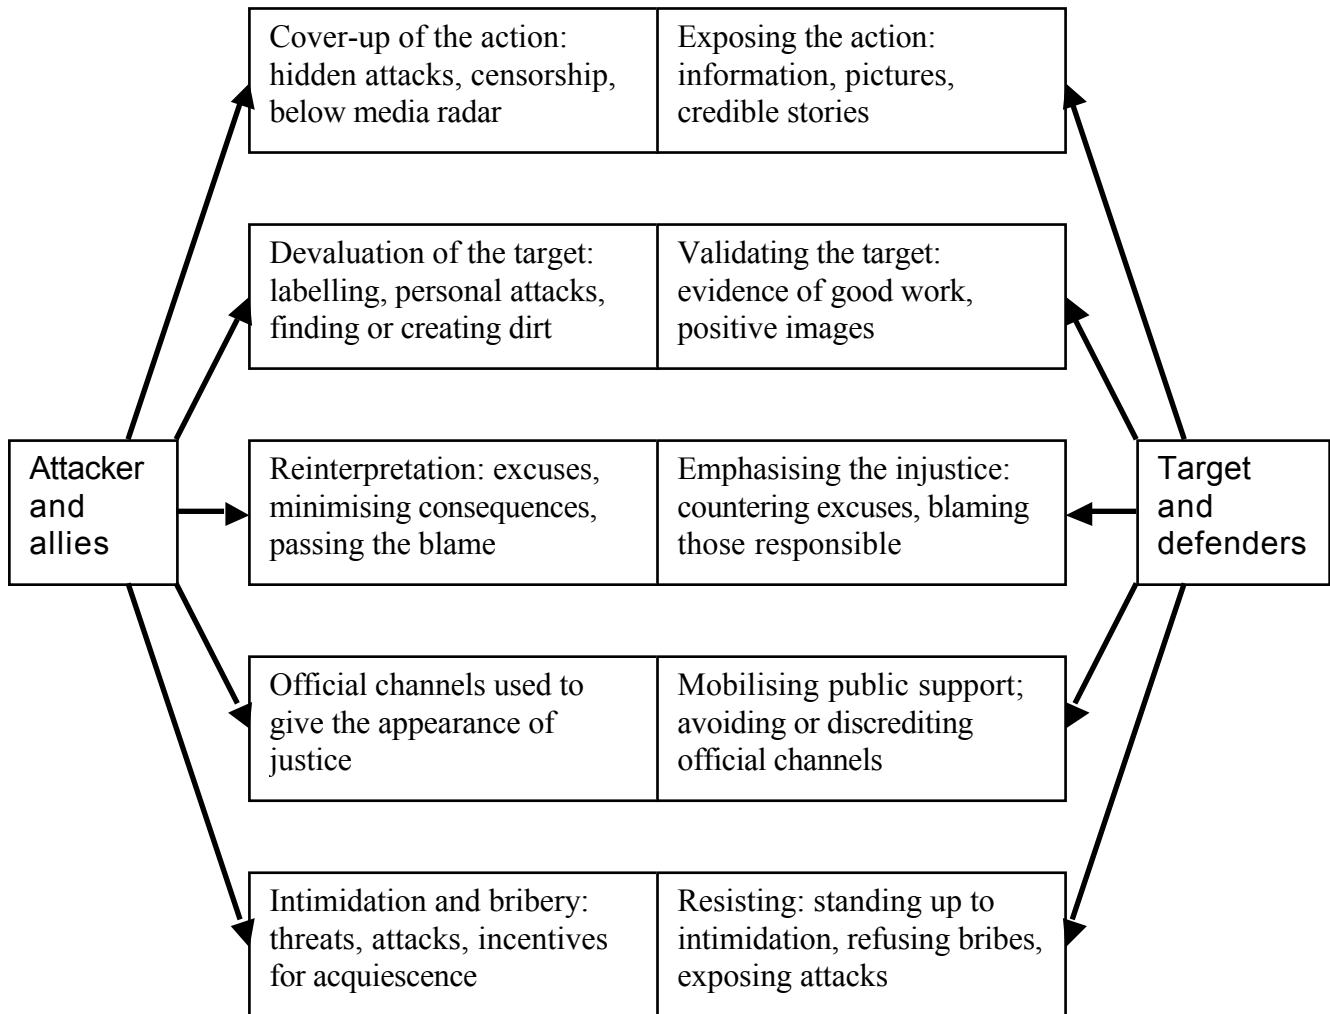 Cover-up of the action:
hidden attacks, censorship,
below media radar
Exposing the action:
information, pictures,
credible stories
Devaluation of the target:
labelling, personal attacks,
finding or creating dirt
Validating the target:
evidence of good work,
positive images
Attacker
and
allies
Reinterpretation: excuses,
minimising consequences,
passing the blame
Emphasising the injustice:
countering excuses, blaming
those responsible
Target
and
defenders
Official channels used to
give the appearance of
justice
Mobilising public support;
avoiding or discrediting
official channels
Intimidation and bribery:
threats, attacks, incentives
for acquiescence
Resisting: standing up to
intimidation, refusing bribes,
exposing attacks